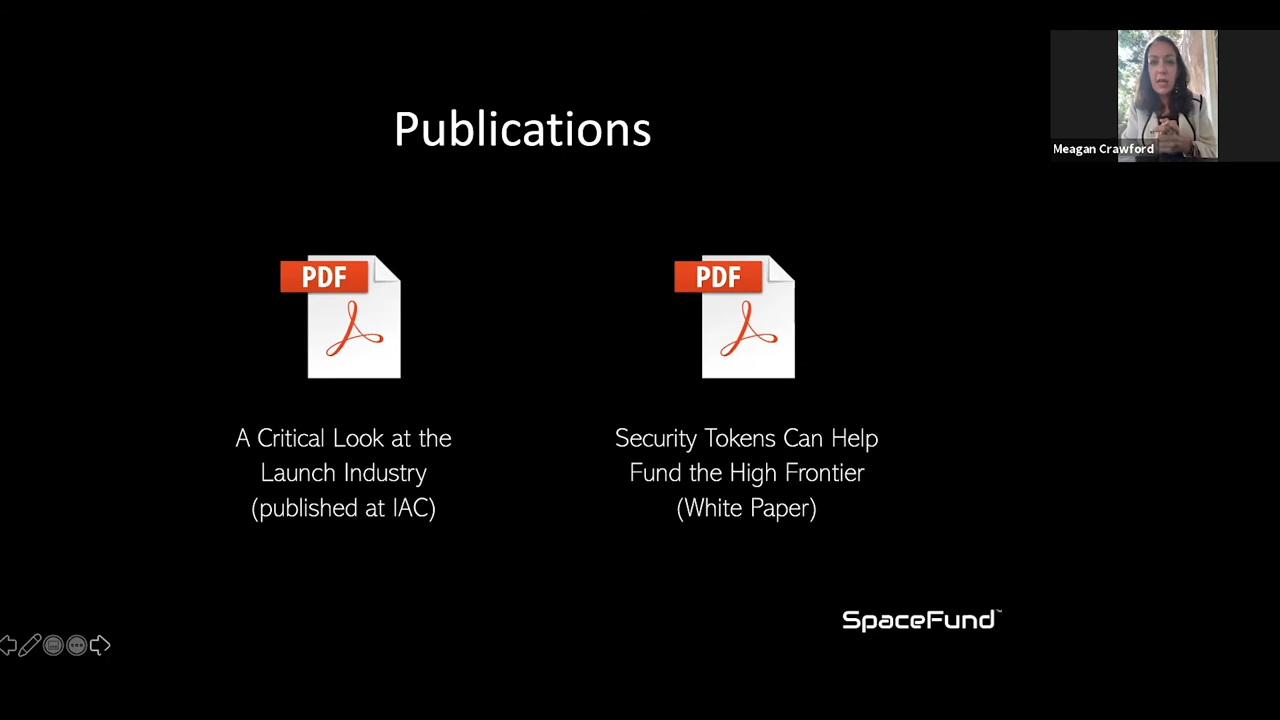 Publications
Meagan Crawford
PDF
PDF
A Critical Look at the
Launch Industry
(published at IAC)
Security Tokens Can Help
Fund the High Frontier
(White Paper)
SpaceFund™